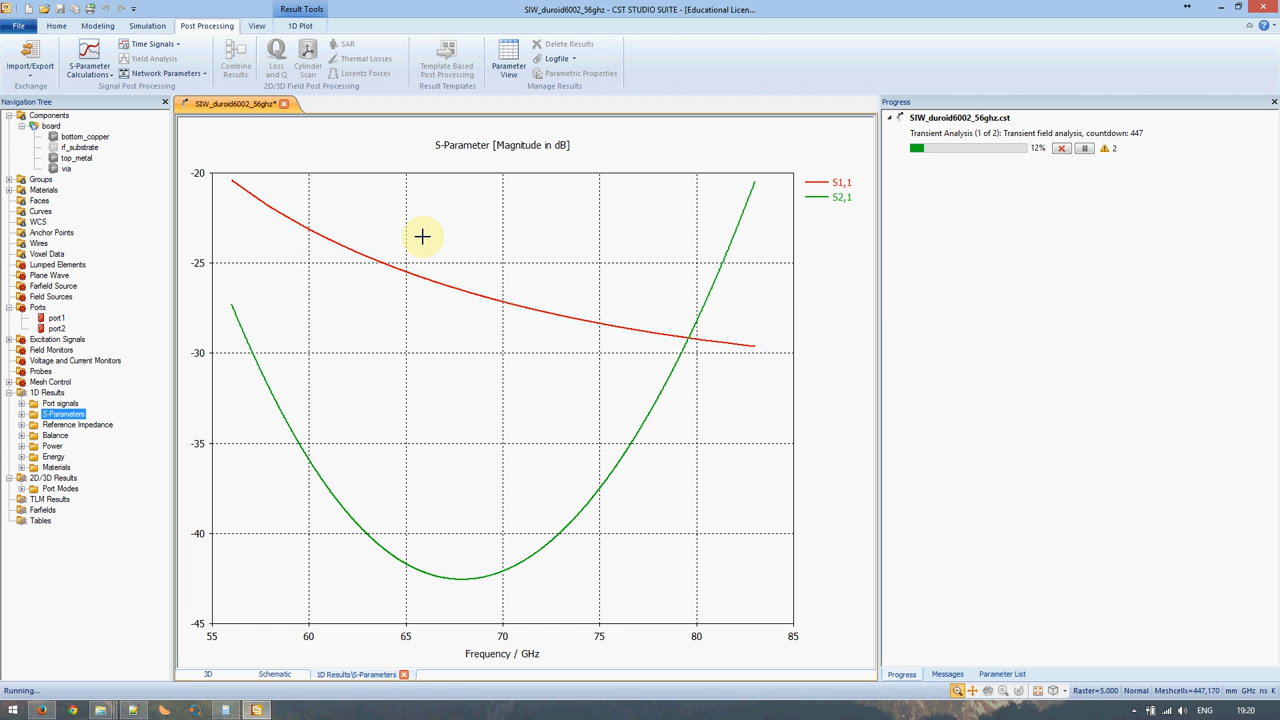 Result Tools
SIW_duroid6002_56ghz - CST STUDIO SUITE - [Educational Licen...
File Home Modeling Simulation Post Processing View 1D Plot
Import/Export
Exchange
S-Parameter Calculations
Time Signals
Yield Analysis
Network Parameters
Signal Post Processing
Combine Results
Loss and Q
Cylinder Scan
SAR
Thermal Losses
Lorentz Forces
2D/3D Field Post Processing
Template Based Post Processing
Result Templates
Parameter View
Delete Results
Logfile
Parametric Properties
Manage Results
Navigation Tree
Components
board
bottom_copper
rf_substrate
top_metal
via
Groups
Materials
Faces
Curves
WCS
Anchor Points
Wires
Voxel Data
Lumped Elements
Plane Wave
Farfield Source
Field Sources
Ports
port1
port2
Excitation Signals
Field Monitors
Voltage and Current Monitors
Probes
Mesh Control
1D Results
Port signals
S-Parameters
Reference Impedance
Balance
Power
Energy
Materials
2D/3D Results
Port Modes
TLM Results
Farfields
Tables
SIW_duroid6002_56ghz*
S-Parameter [Magnitude in dB]
-20
-25
-30
-35
-40
-45
55 60 65 70 75 80 85
Frequency / GHz
S1,1
S2,1
3D Schematic 1D Results\S-Parameters
Progress
SIW_duroid6002_56ghz.cst
Transient Analysis (1 of 2): Transient field analysis, countdown: 447
12% 2
Progress Messages Parameter List
Running...
Raster=5.000 Normal Meshcells=447,170 mm GHz ns K
ENG 19:20